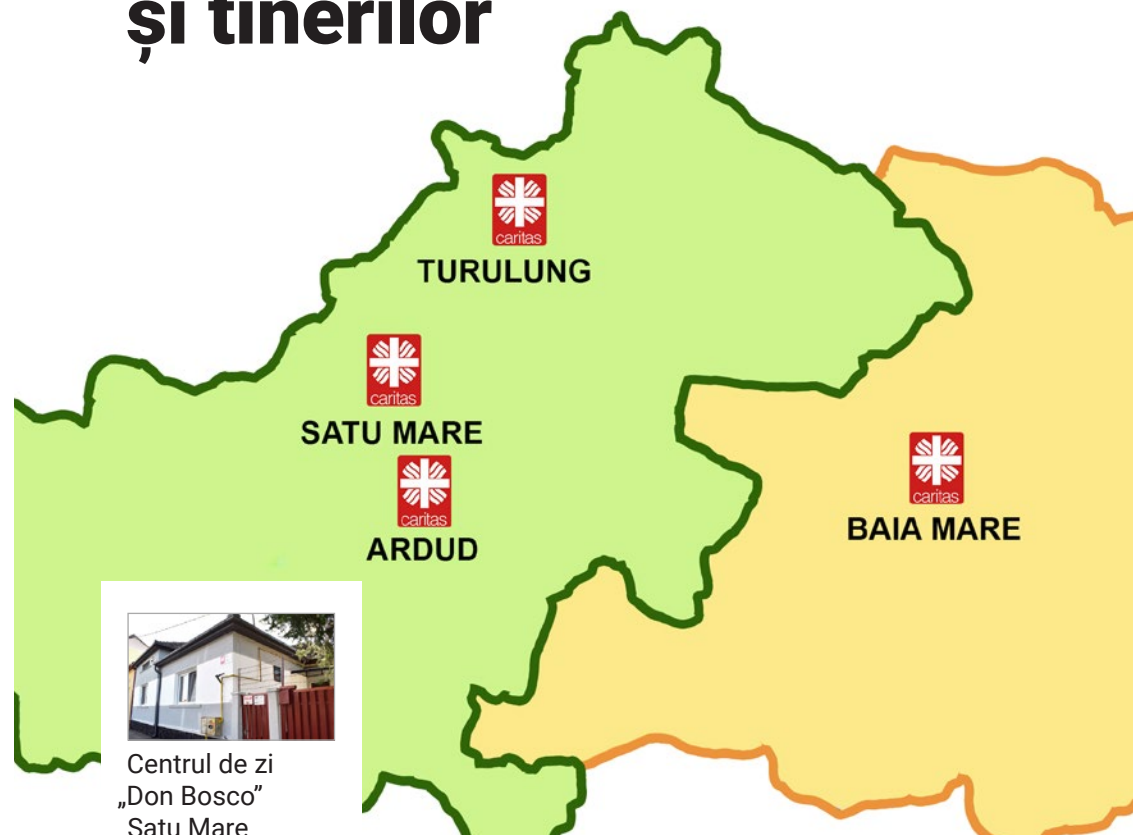 și tinerilor
caritas
TURULUNG
caritas
SATU MARE
caritas
ARDUD
caritas
BAIA MARE
Centrul de zi
„Don Bosco”
Satu Mare